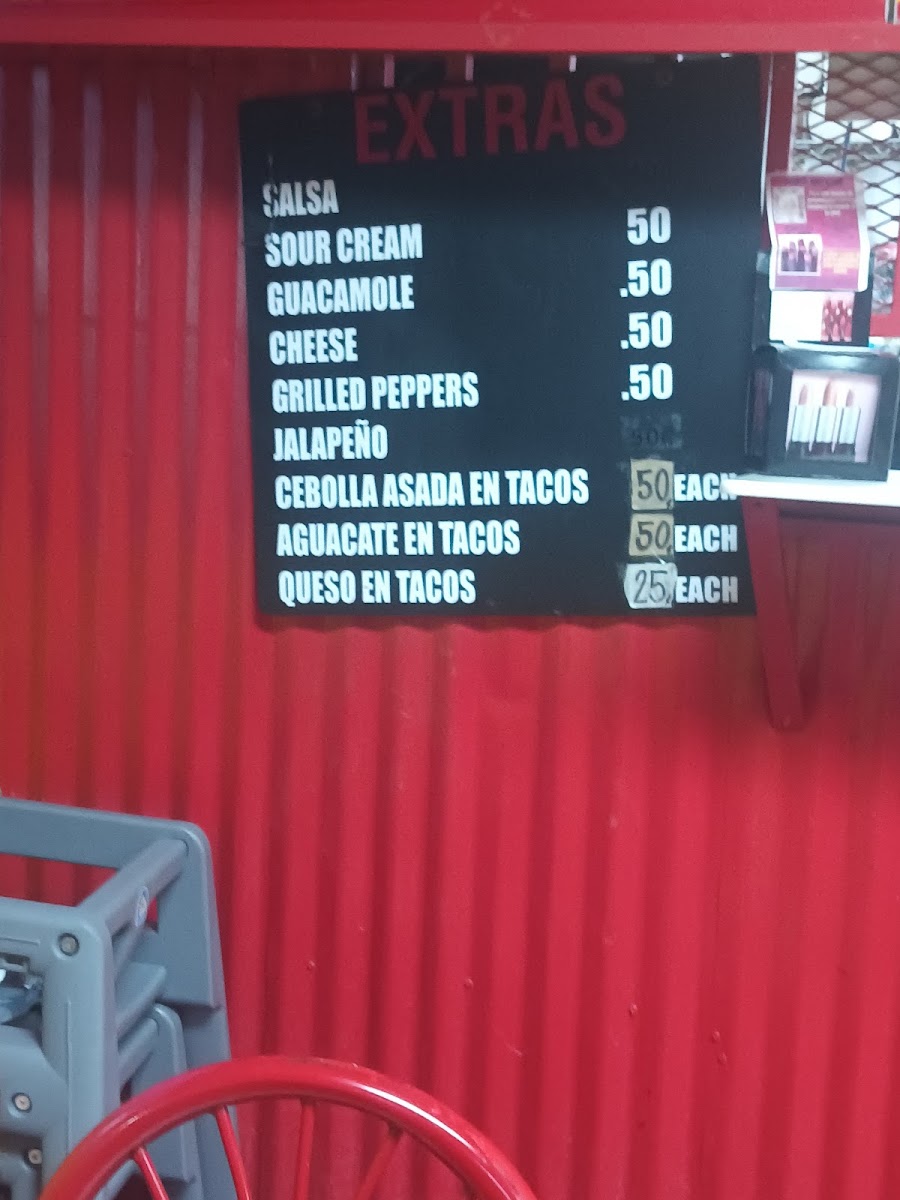 EXTRAS
SALSA
SOUR CREAM 50
GUACAMOLE .50
CHEESE .50
GRILLED PEPPERS .50
JALAPEÑO
CEBOLLA ASADA EN TACOS 50 EACH
AGUACATE EN TACOS 50 EACH
QUESO EN TACOS 25 EACH